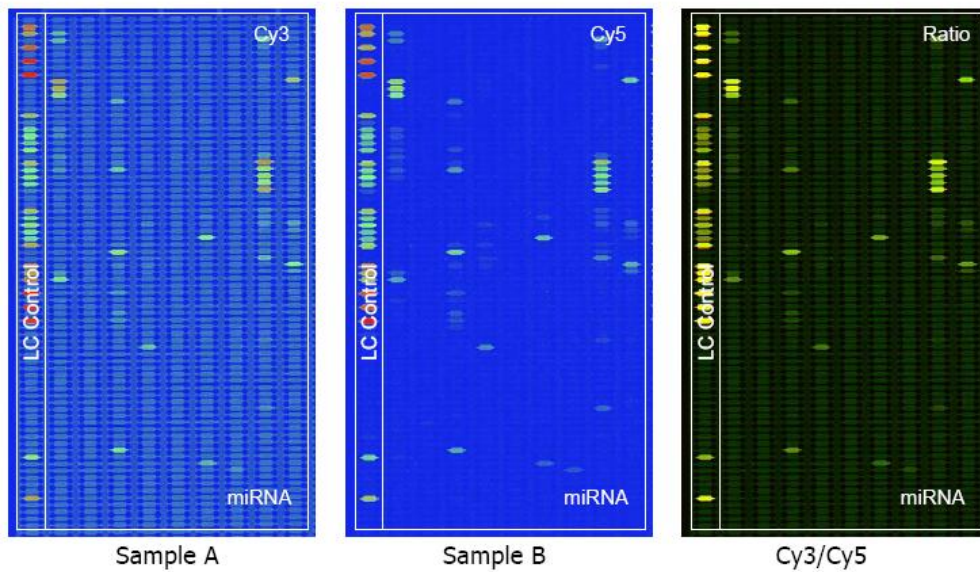 Cy3
LC Control
miRNA
Sample A
Cy5
LC Control
miRNA
Sample B
Ratio
LC Control
miRNA
Cy3/Cy5